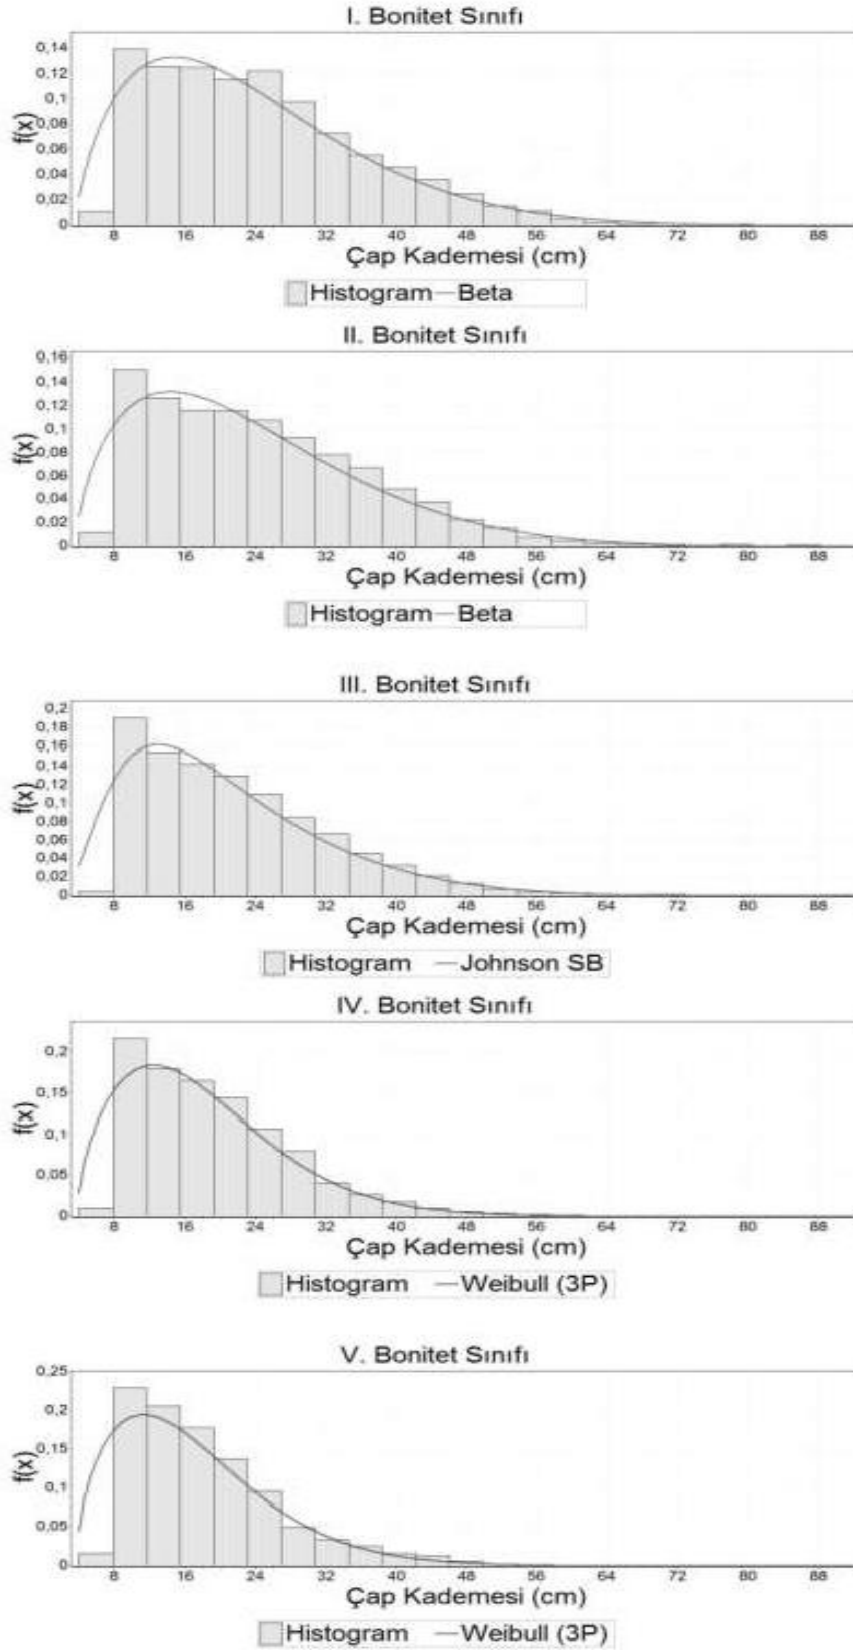 I. Bonitet Sınıfı
0,14
0,12
0,1
0,08
0,06
0,04
0,02
0
f(x)
8 16 24 32 40 48 56 64 72 80 88
Çap Kademesi (cm)
Histogram Beta
II. Bonitet Sınıfı
0,16
0,14
0,12
0,1
0,08
0,06
0,04
0,02
0
f(x)
8 16 24 32 40 48 56 64 72 80 88
Çap Kademesi (cm)
Histogram Beta
III. Bonitet Sınıfı
0,2
0,18
0,16
0,14
0,12
0,1
0,08
0,06
0,04
0,02
0
f(x)
8 16 24 32 40 48 56 64 72 80 88
Çap Kademesi (cm)
Histogram Johnson SB
IV. Bonitet Sınıfı
0,2
0,15
0,1
0,05
0
f(x)
8 16 24 32 40 48 56 64 72 80 88
Çap Kademesi (cm)
Histogram Weibull (3P)
V. Bonitet Sınıfı
0,25
0,2
0,15
0,1
0,05
0
f(x)
8 16 24 32 40 48 56 64 72 80 88
Çap Kademesi (cm)
Histogram Weibull (3P)